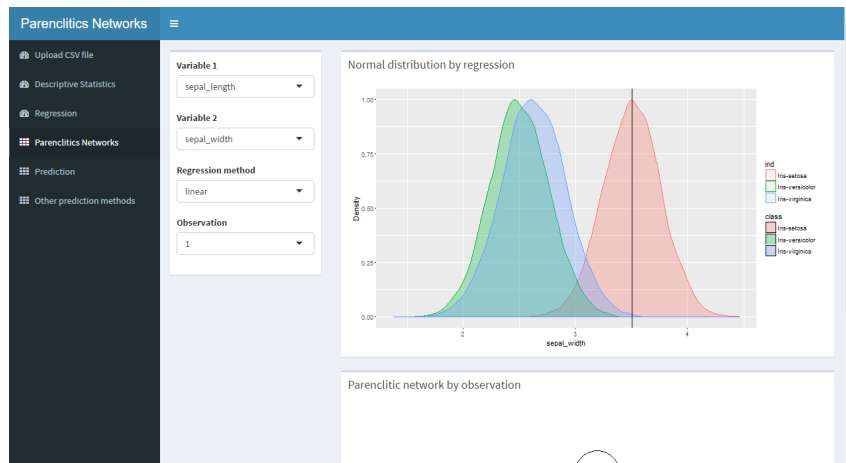 Parenclitics Networks
Upload CSV file
Descriptive Statistics
Regression
Parenclitics Networks
Prediction
Other prediction methods
Variable 1
sepal_length
Variable 2
sepal_width
Regression method
linear
Observation
1
Normal distribution by regression
1.00
0.75
0.50
0.25
0.00
Density
2
3
4
sepal_width
ind
Iris-setosa
Iris-versicolor
Iris-virginica
class
Iris-setosa
Iris-versicolor
Iris-virginica
Parenclitic network by observation